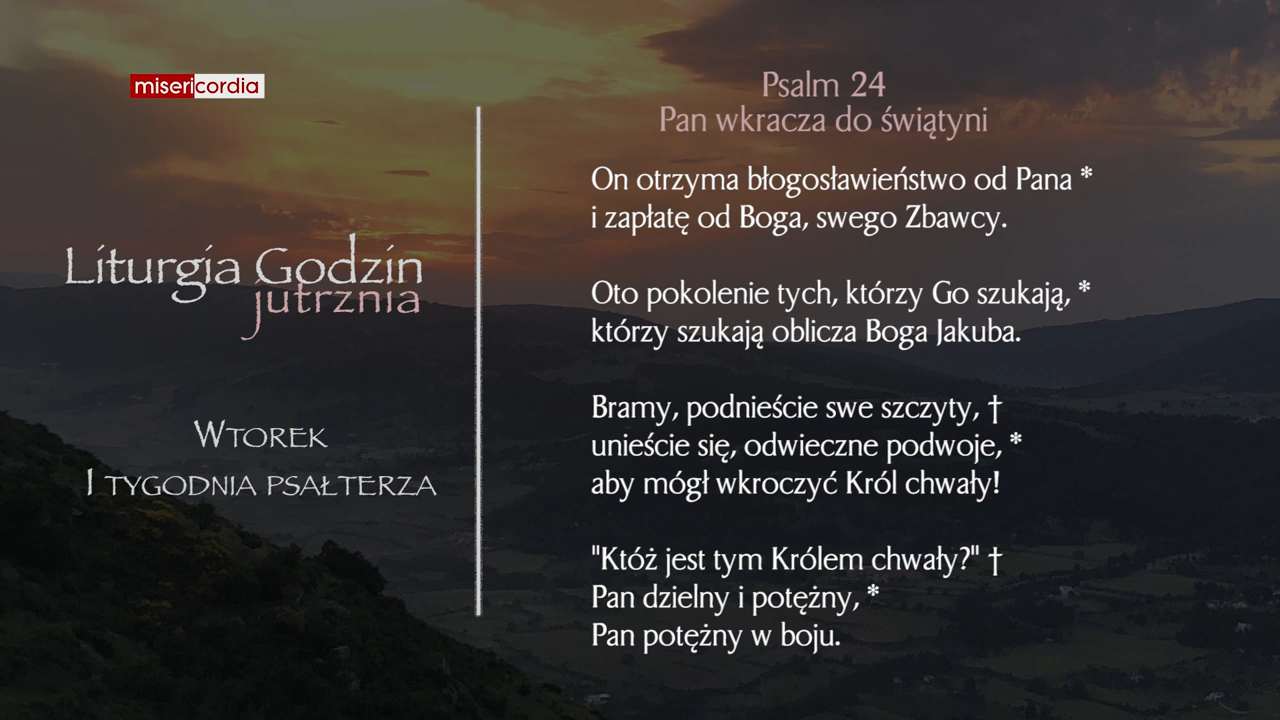 misericordia
Liturgia Godzin
jutrznia
Wtorek
I tygodnia psałterza
Psalm 24
Pan wkracza do świątyni
On otrzyma błogosławieństwo od Pana *
i zapłatę od Boga, swego Zbawcy.
Oto pokolenie tych, którzy Go szukają, *
którzy szukają oblicza Boga Jakuba.
Bramy, podnieście swe szczyty, †
unieście się, odwieczne podwoje, *
aby mógł wkroczyć Król chwały!
"Któż jest tym Królem chwały?" †
Pan dzielny i potężny, *
Pan potężny w boju.